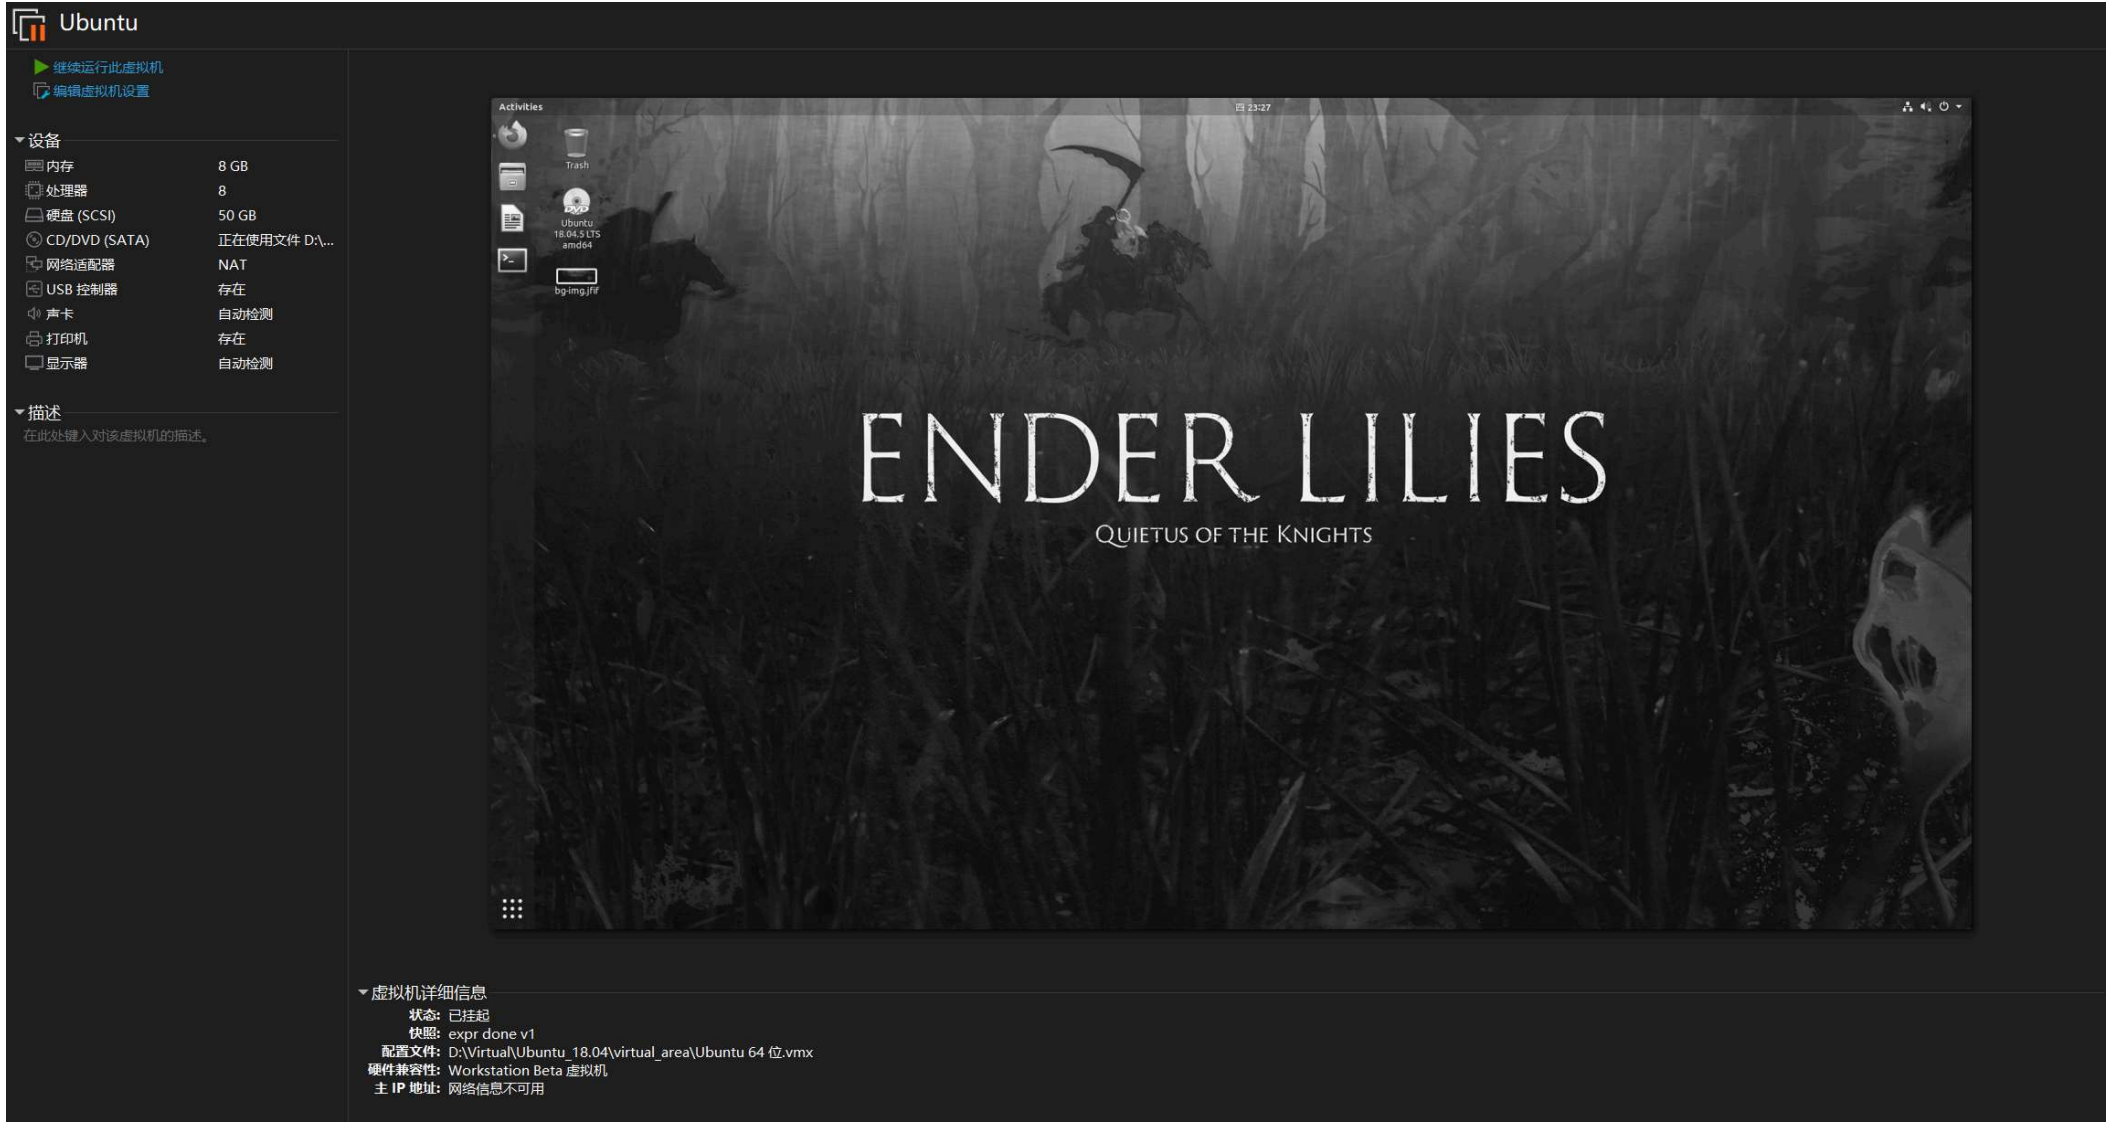 Ubuntu
继续运行此虚拟机
编辑虚拟机设置
设备
内存 8 GB
处理器 8
硬盘 (SCSI) 50 GB
CD/DVD (SATA) 正在使用文件 D:\...
网络适配器 NAT
USB 控制器 存在
声卡 自动检测
打印机 存在
显示器 自动检测
描述
在此处键入对该虚拟机的描述。
Activities 四 23:27
Trash
DVD
Ubuntu
18.04.5 LTS
amd64
bg-img.jfif
ENDER LILIES
QUIETUS OF THE KNIGHTS
虚拟机详细信息
状态: 已挂起
快照: expr done v1
配置文件: D:\Virtual\Ubuntu_18.04\virtual_area\Ubuntu 64 位.vmx
硬件兼容性: Workstation Beta 虚拟机
主 IP 地址: 网络信息不可用